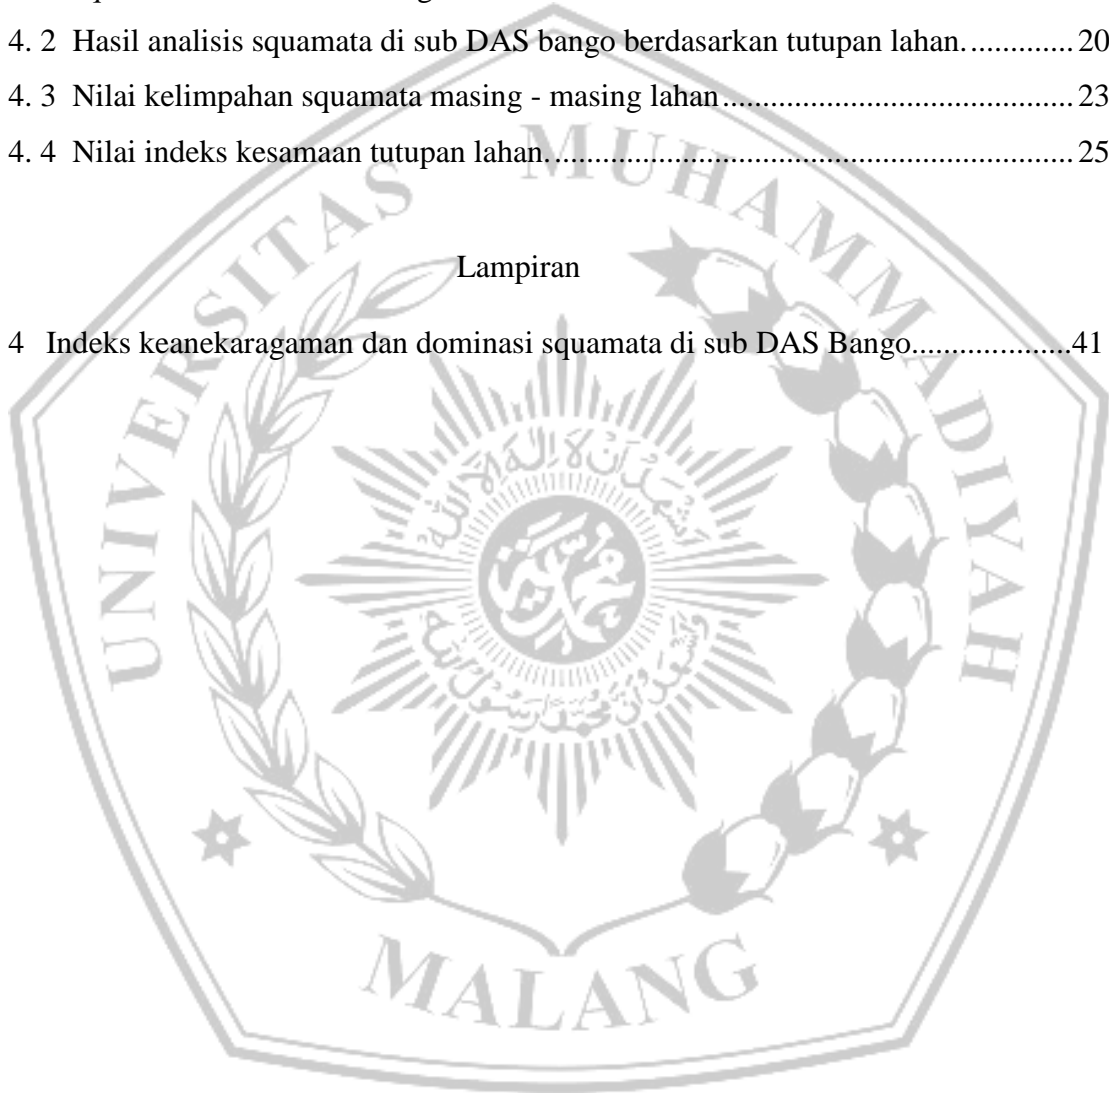 4. 2 Hasil analisis squamata di sub DAS bango berdasarkan tutupan lahan. ............. 20
4. 3 Nilai kelimpahan squamata masing - masing lahan ............................................ 23
4. 4 Nilai indeks kesamaan tutupan lahan. ................................................................. 25
Lampiran
4 Indeks keanekaragaman dan dominasi squamata di sub DAS Bango....................41
UNIVERSITAS MUHAMMADIYAH
MALANG